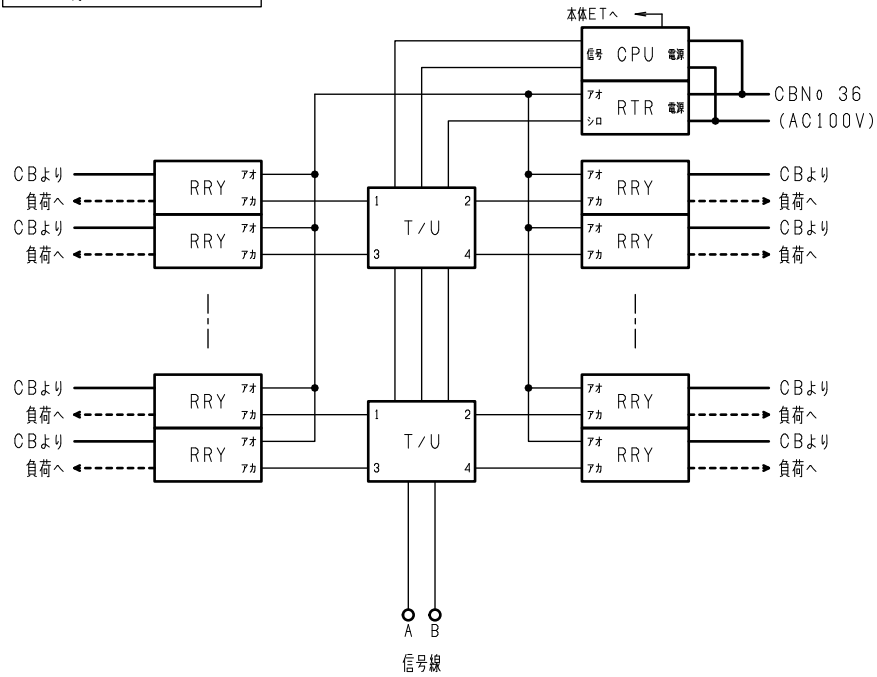 本体ETへ
信号 CPU 電源
アオ RTR 電源 CBNo 36
シロ (AC100V)
CBより RRY アオ アオ RRY CBより
負荷へ アカ 1 2 アカ 負荷へ
T/U
CBより RRY アオ アオ RRY CBより
負荷へ アカ 3 4 アカ 負荷へ
CBより RRY アオ アオ RRY CBより
負荷へ アカ 1 2 アカ 負荷へ
T/U
CBより RRY アオ アオ RRY CBより
負荷へ アカ 3 4 アカ 負荷へ
A B
信号線